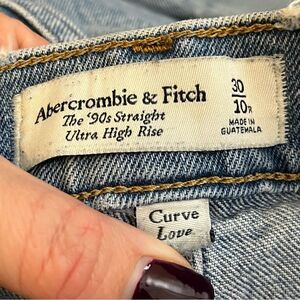 Abercrombie & Fitch
The '90s Straight
Ultra High Rise
30
10R
MADE IN
GUATEMALA
Curve
Love